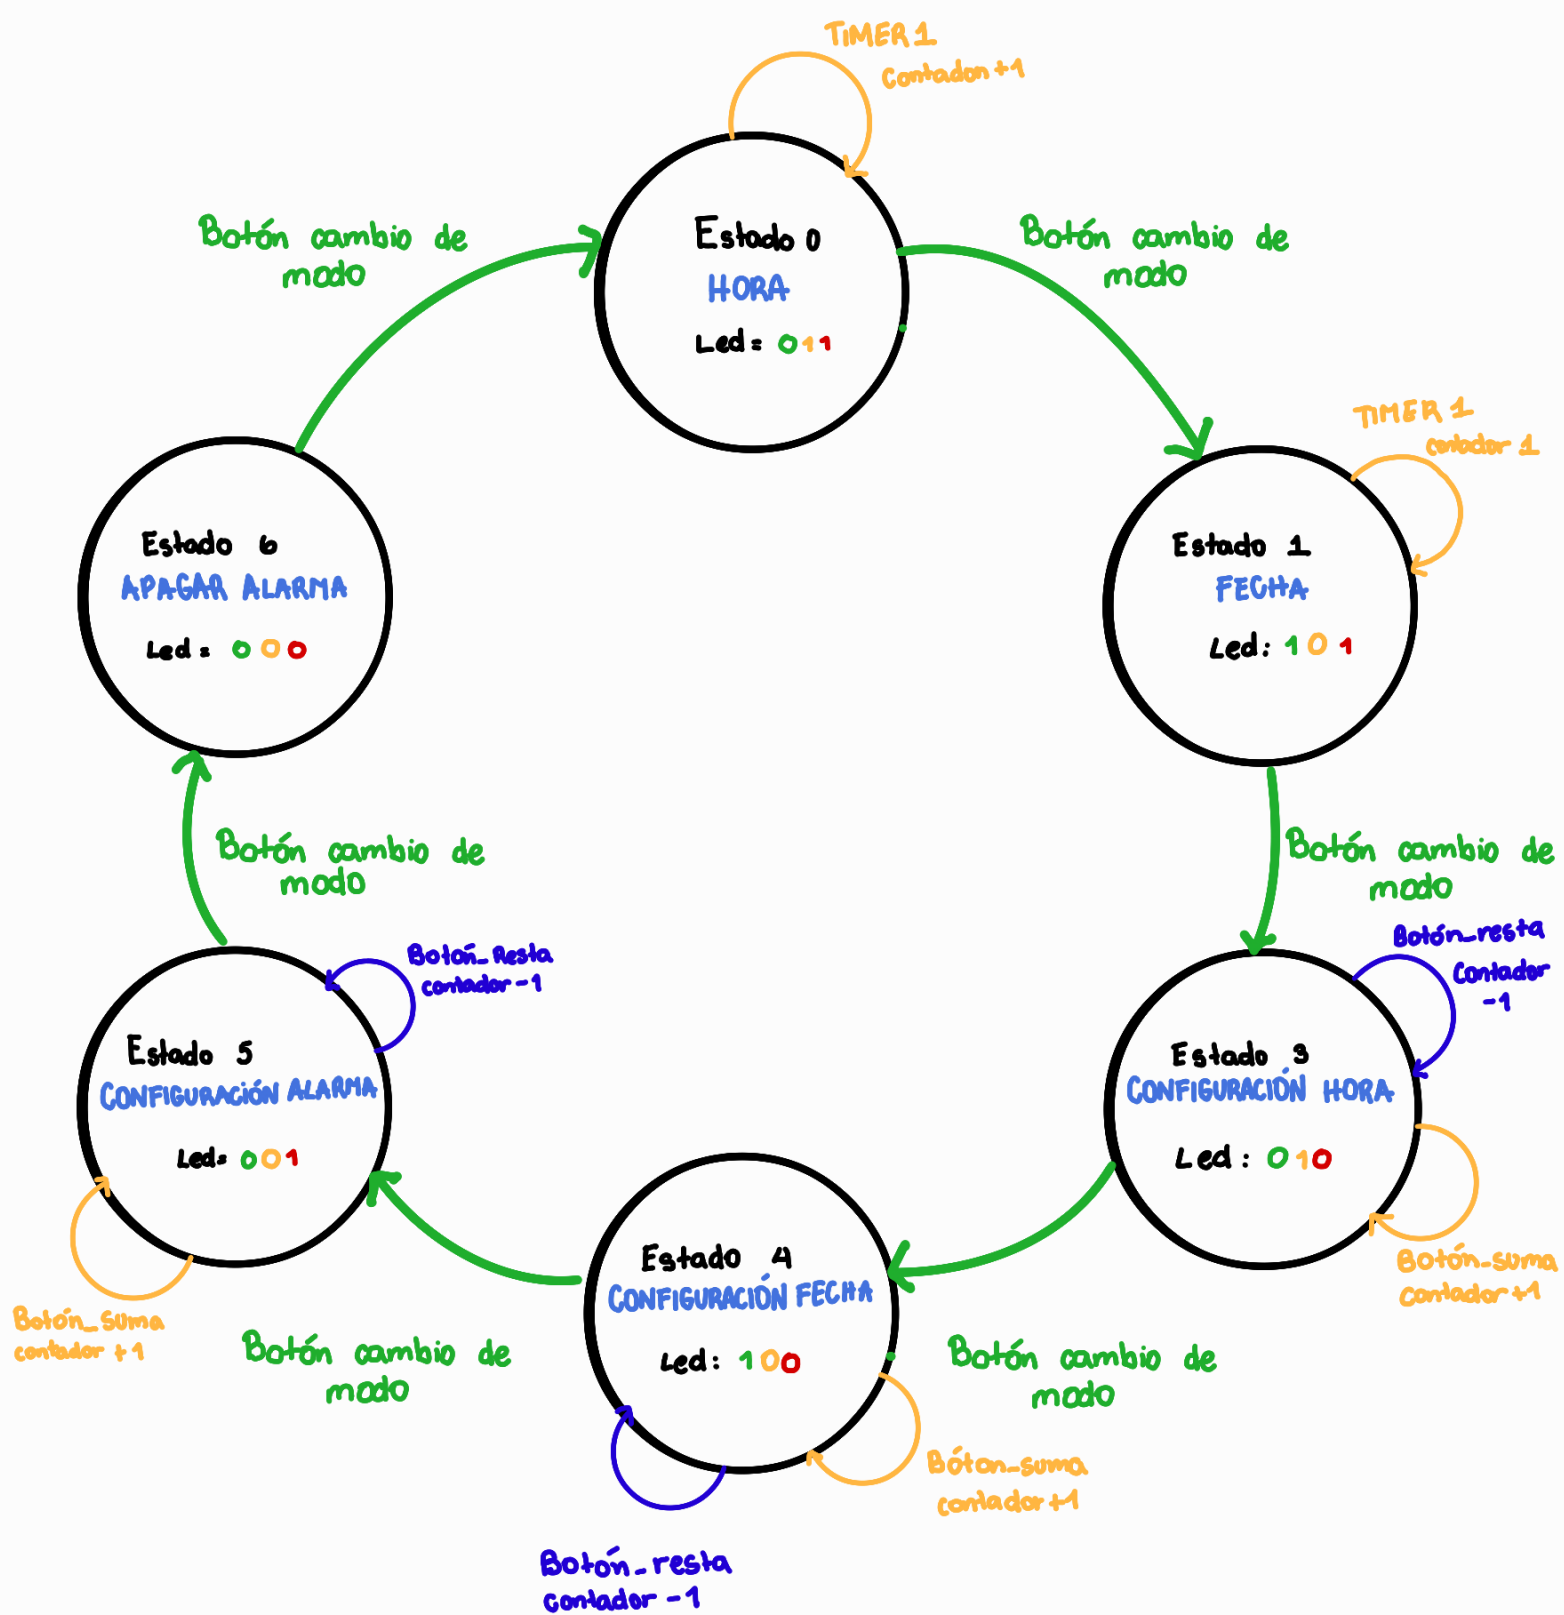 TIMER 1
Contador +1
Estado 0
HORA
Led = 011
Botón cambio de
modo
TIMER 1
contador 1
Estado 1
FECHA
Led: 101
Botón cambio de
modo
Botón_resta
Contador
-1
Estado 3
CONFIGURACIÓN HORA
Led: 010
Botón_suma
contador +1
Botón cambio de
modo
Estado 4
CONFIGURACIÓN FECHA
Led: 100
Bóton_suma
contador +1
Botón_resta
contador -1
Botón cambio de
modo
Estado 5
CONFIGURACIÓN ALARMA
Led= 001
Botón_Resta
contador -1
Botón_suma
contador +1
Botón cambio de
modo
Estado 6
APAGAR ALARMA
Led = 000
Botón cambio de
modo